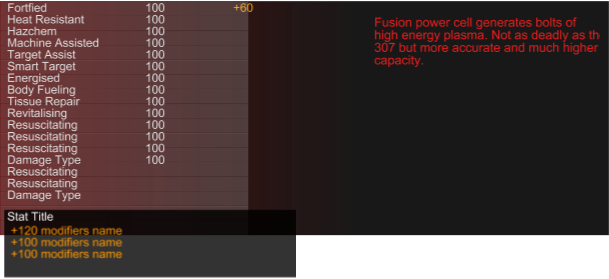 Fortfied 100 +60
Heat Resistant 100
Hazchem 100
Machine Assisted 100
Target Assist 100
Smart Target 100
Energised 100
Body Fueling 100
Tissue Repair 100
Revitalising 100
Resuscitating 100
Resuscitating 100
Resuscitating 100
Damage Type 100
Resuscitating
Resuscitating
Damage Type
Fusion power cell generates bolts of
high energy plasma. Not as deadly as th
307 but more accurate and much higher
capacity.
Stat Title
+120 modifiers name
+100 modifiers name
+100 modifiers name